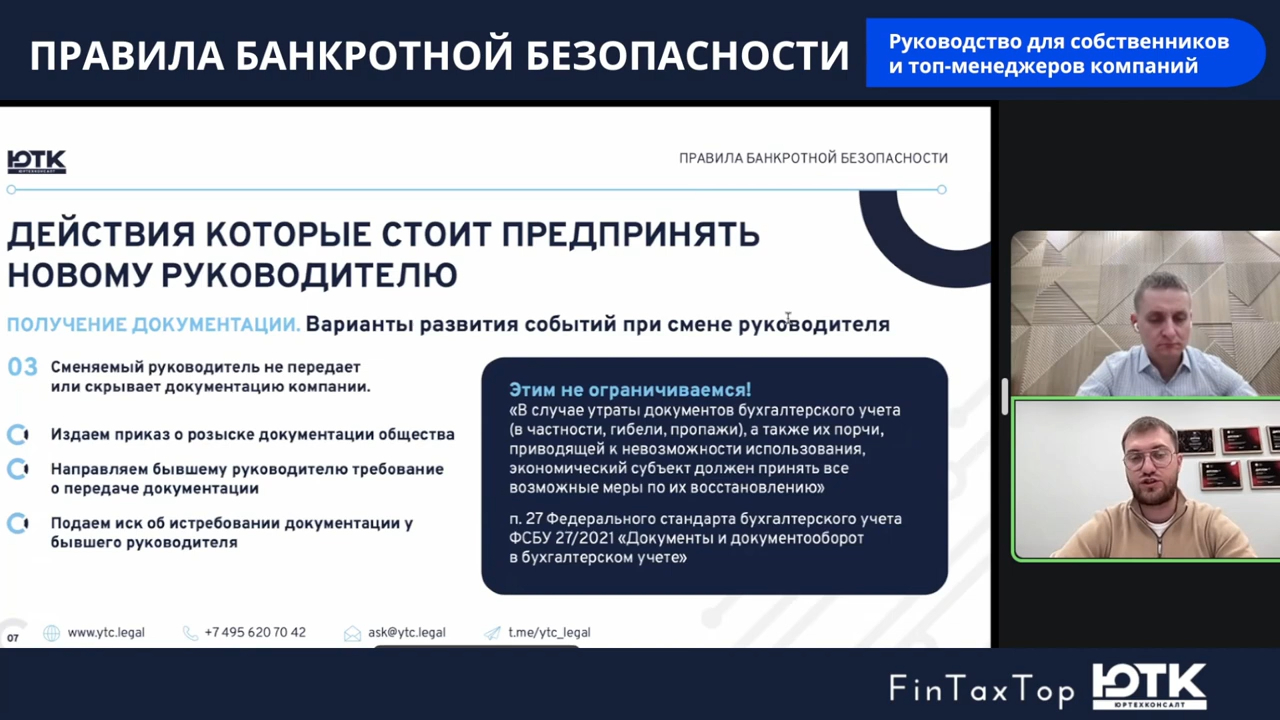 ПРАВИЛА БАНКРОТНОЙ БЕЗОПАСНОСТИ
Руководство для собственников
и топ-менеджеров компаний
ЮТК
ЮРТЕХКОНСАЛТ
ПРАВИЛА БАНКРОТНОЙ БЕЗОПАСНОСТИ
ДЕЙСТВИЯ КОТОРЫЕ СТОИТ ПРЕДПРИНЯТЬ
НОВОМУ РУКОВОДИТЕЛЮ
ПОЛУЧЕНИЕ ДОКУМЕНТАЦИИ. Варианты развития событий при смене руководителя
03 Сменяемый руководитель не передает
или скрывает документацию компании.
Издаем приказ о розыске документации общества
Направляем бывшему руководителю требование
о передаче документации
Подаем иск об истребовании документации у
бывшего руководителя
Этим не ограничиваемся!
«В случае утраты документов бухгалтерского учета
(в частности, гибели, пропажи), а также их порчи,
приводящей к невозможности использования,
экономический субъект должен принять все
возможные меры по их восстановлению»
п. 27 Федерального стандарта бухгалтерского учета
ФСБУ 27/2021 «Документы и документооборот
в бухгалтерском учете»
07 www.ytc.legal +7 495 620 70 42 ask@ytc.legal t.me/ytc_legal
FinTaxTop ЮТК
ЮРТЕХКОНСАЛТ